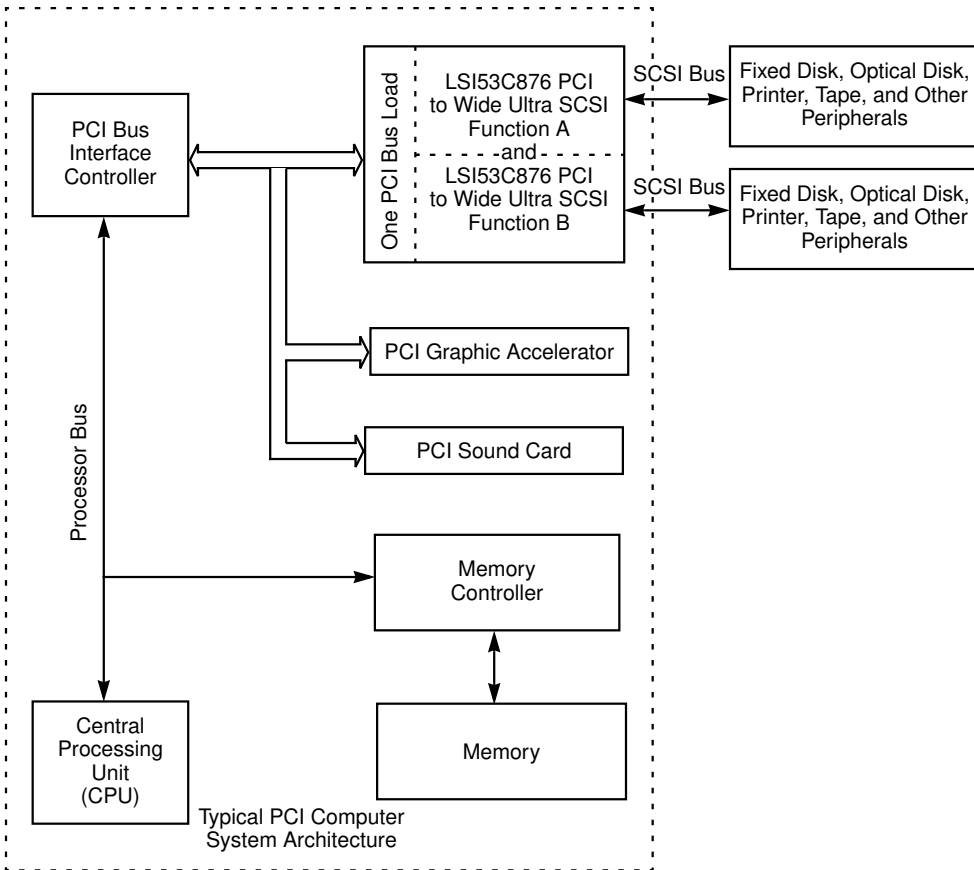 PCI Bus
Interface
Controller
One PCI Bus Load
LSI53C876 PCI
to Wide Ultra SCSI
Function A
and
LSI53C876 PCI
to Wide Ultra SCSI
Function B
SCSI Bus
Fixed Disk, Optical Disk,
Printer, Tape, and Other
Peripherals
SCSI Bus
Fixed Disk, Optical Disk,
Printer, Tape, and Other
Peripherals
PCI Graphic Accelerator
PCI Sound Card
Processor Bus
Memory
Controller
Memory
Central
Processing
Unit
(CPU)
Typical PCI Computer
System Architecture